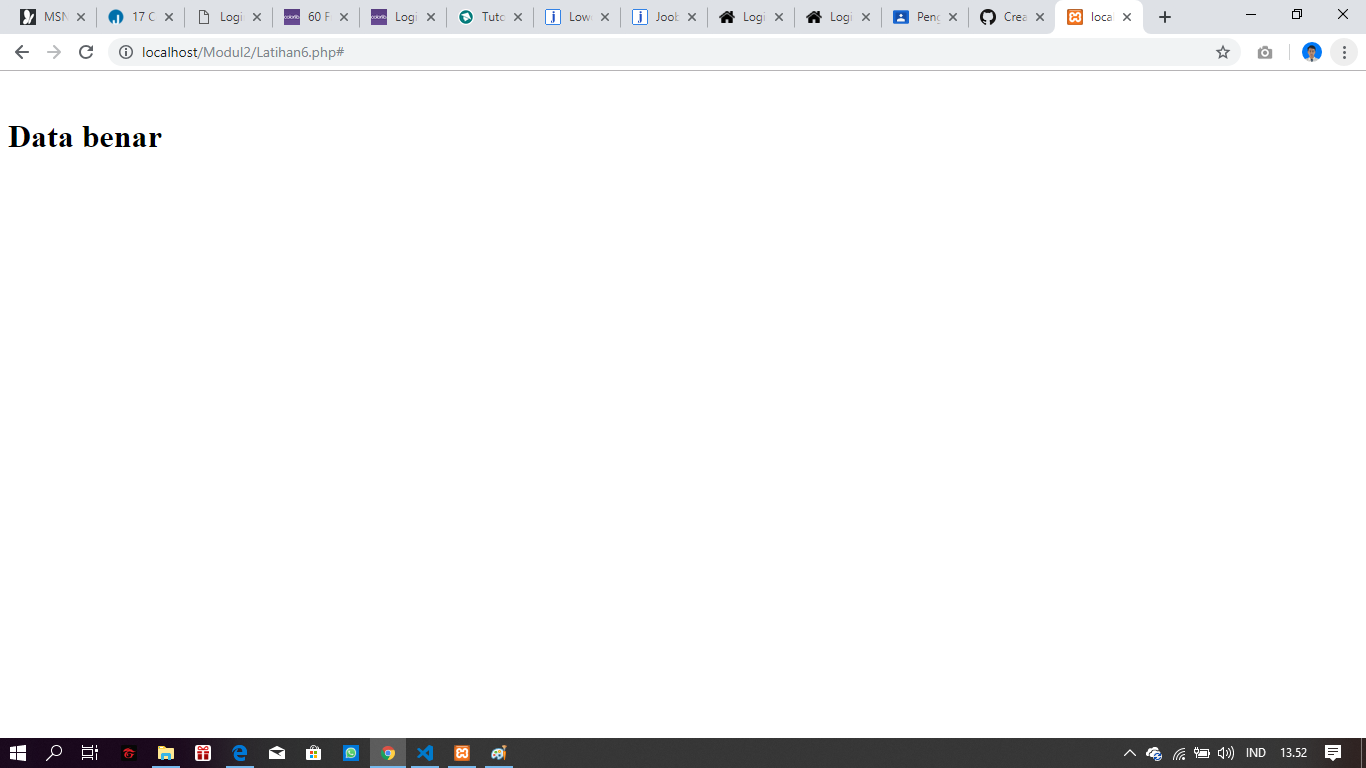 MSN
17 C
Logi
60 F
Logi
Tuto
Low
Joob
Logi
Logi
Peng
Crea
loca
localhost/Modul2/Latihan6.php#
Data benar
IND
13.52